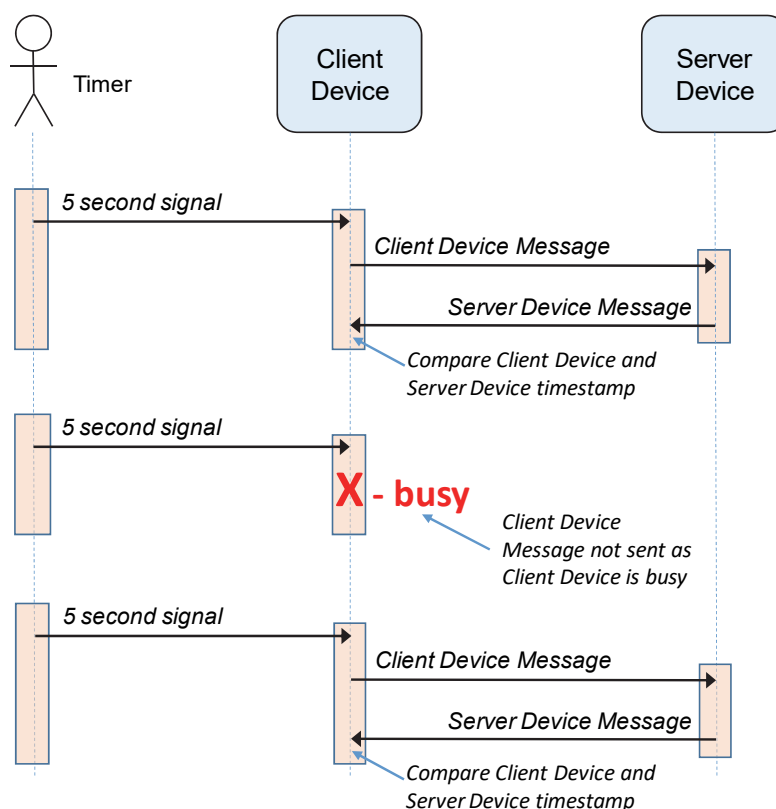 Timer
Client
Device
Server
Device
5 second signal
Client Device Message
Server Device Message
Compare Client Device and
Server Device timestamp
5 second signal
X - busy
Client Device
Message not sent as
Client Device is busy
5 second signal
Client Device Message
Server Device Message
Compare Client Device and
Server Device timestamp